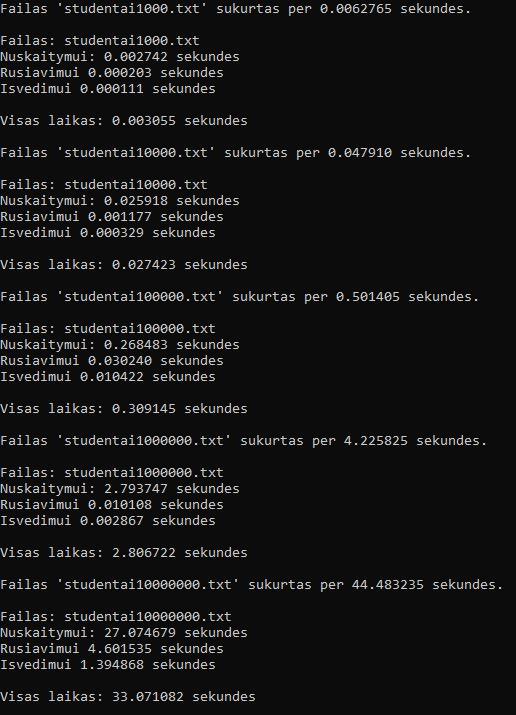 Failas 'studentai1000.txt' sukurtas per 0.0062765 sekundes.
Failas: studentai1000.txt
Nuskaitymui: 0.002742 sekundes
Rusiavimui 0.000203 sekundes
Isvedimui 0.000111 sekundes
Visas laikas: 0.003055 sekundes
Failas 'studentai10000.txt' sukurtas per 0.047910 sekundes.
Failas: studentai10000.txt
Nuskaitymui: 0.025918 sekundes
Rusiavimui 0.001177 sekundes
Isvedimui 0.000329 sekundes
Visas laikas: 0.027423 sekundes
Failas 'studentai100000.txt' sukurtas per 0.501405 sekundes.
Failas: studentai100000.txt
Nuskaitymui: 0.268483 sekundes
Rusiavimui 0.030240 sekundes
Isvedimui 0.010422 sekundes
Visas laikas: 0.309145 sekundes
Failas 'studentai1000000.txt' sukurtas per 4.225825 sekundes.
Failas: studentai1000000.txt
Nuskaitymui: 2.793747 sekundes
Rusiavimui 0.010108 sekundes
Isvedimui 0.002867 sekundes
Visas laikas: 2.806722 sekundes
Failas 'studentai10000000.txt' sukurtas per 44.483235 sekundes.
Failas: studentai10000000.txt
Nuskaitymui: 27.074679 sekundes
Rusiavimui 4.601535 sekundes
Isvedimui 1.394868 sekundes
Visas laikas: 33.071082 sekundes